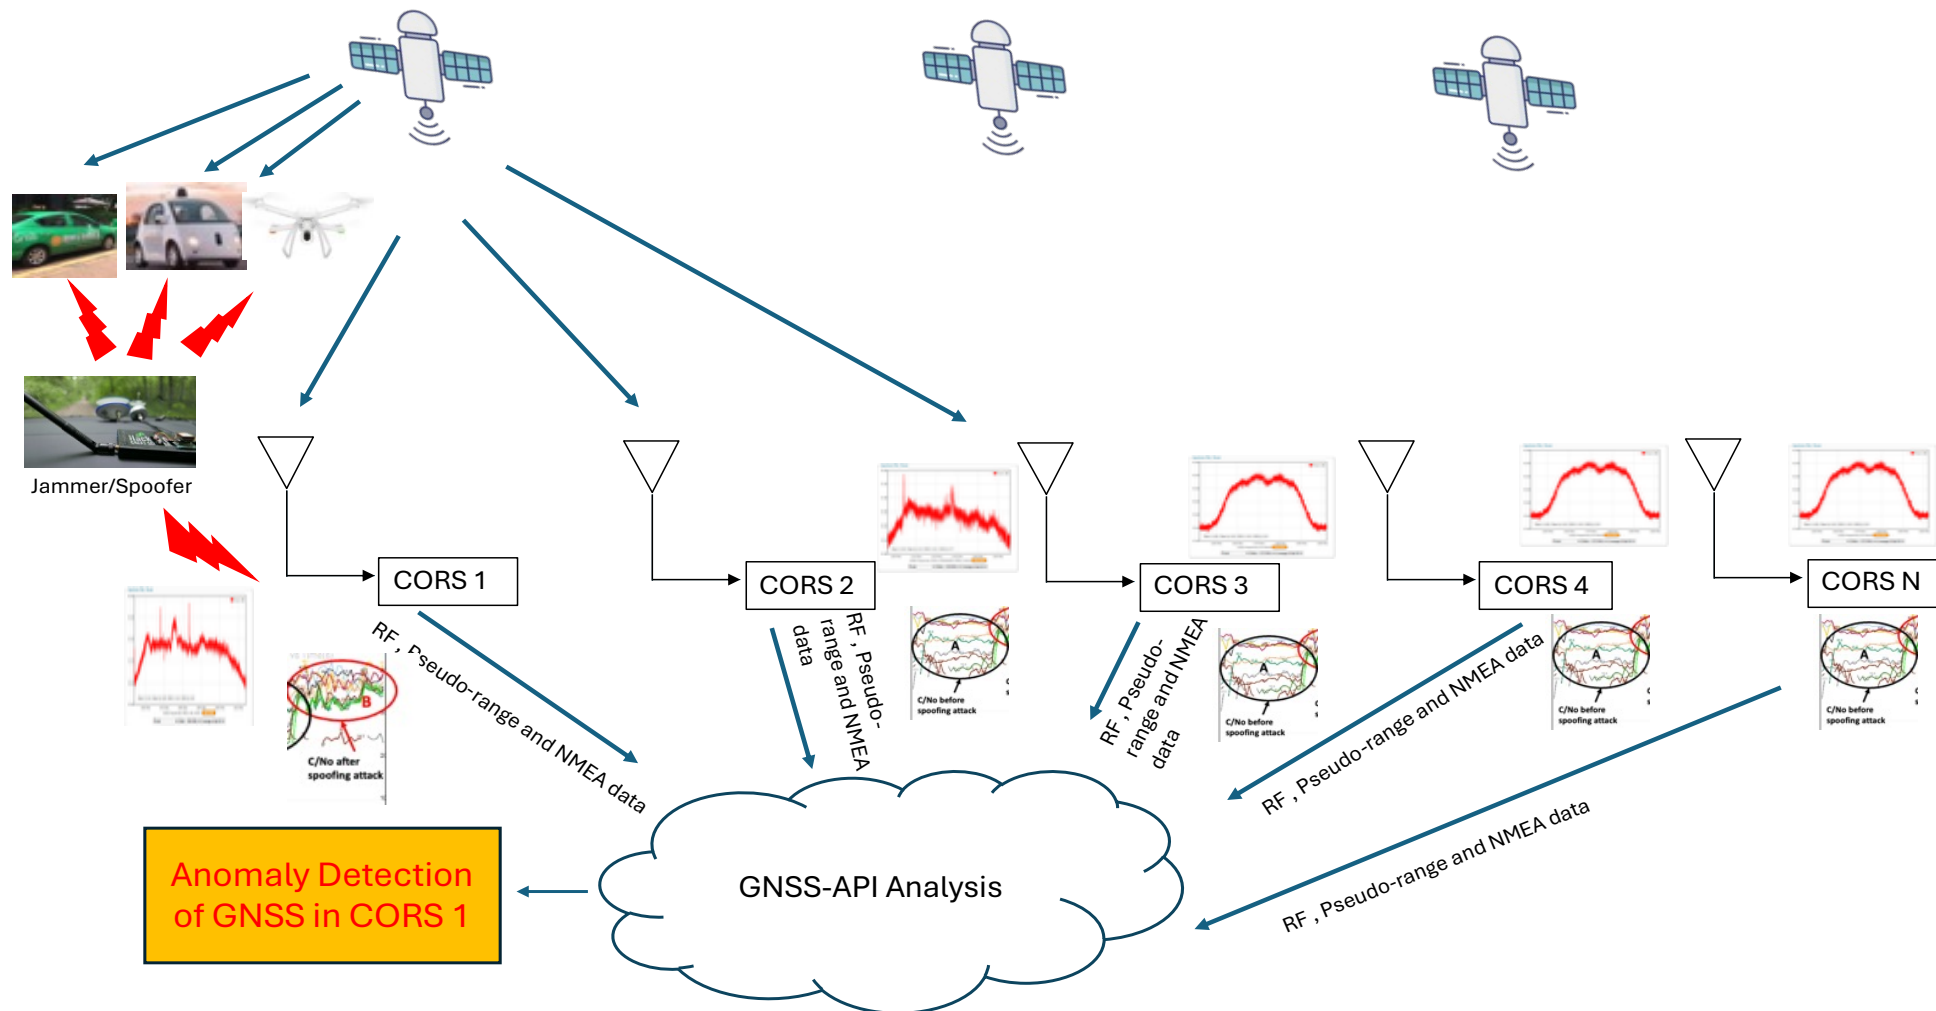 Jammer/Spoofer
CORS 1
CORS 2
CORS 3
CORS 4
CORS N
RF , Pseudo-range and NMEA data
RF , Pseudo-
range and NMEA
data
RF , Pseudo-
range and NMEA
data
RF , Pseudo-range and NMEA data
RF , Pseudo-range and NMEA data
B
C/No after
spoofing attack
A
C/No before
spoofing attack
A
C/No before
spoofing attack
A
C/No before
spoofing attack
A
C/No before
spoofing attack
GNSS-API Analysis
Anomaly Detection
of GNSS in CORS 1